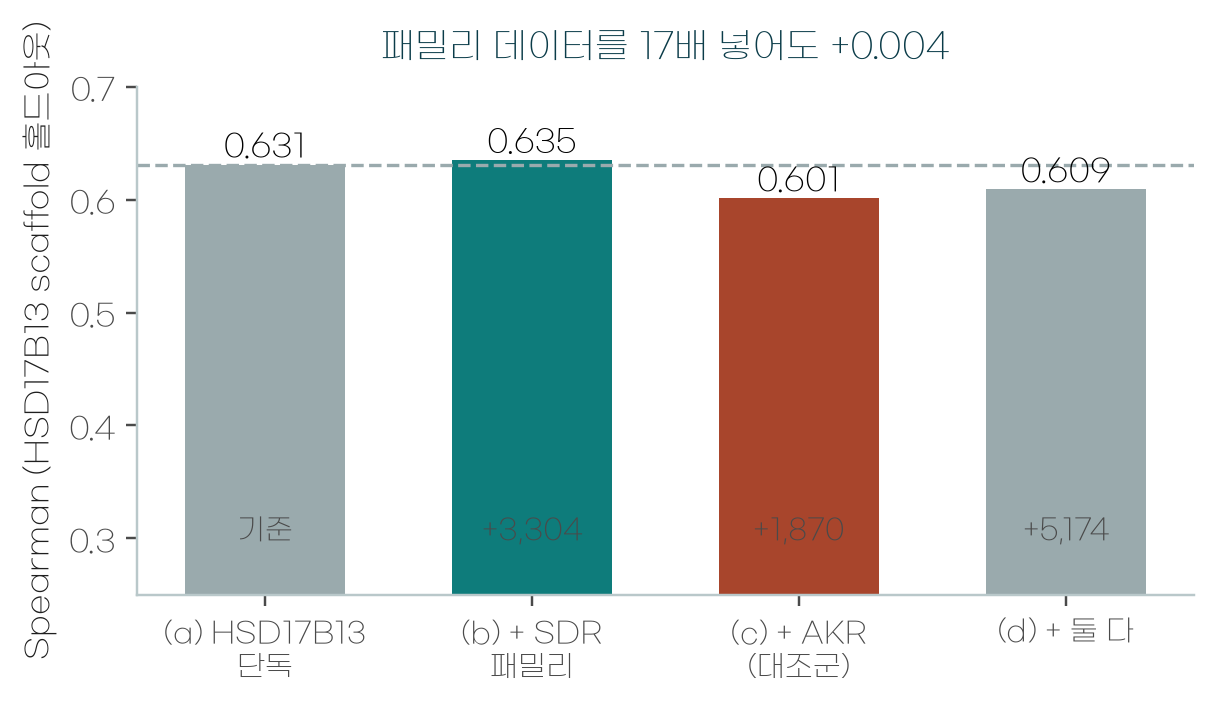 패밀리 데이터를 17배 넣어도 +0.004
Spearman (HSD17B13 scaffold 홀드아웃)
0.7
0.6
0.5
0.4
0.3
0.631
0.635
0.601
0.609
기준
+3,304
+1,870
+5,174
(a) HSD17B13
단독
(b) + SDR
패밀리
(c) + AKR
(대조군)
(d) + 둘 다